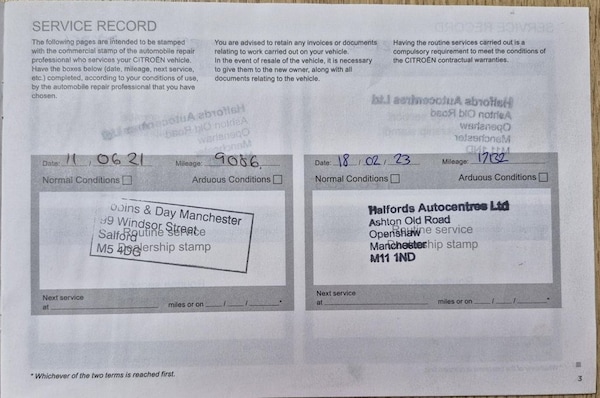 SERVICE RECORD
The following pages are intended to be stamped
with the commercial stamp of the automobile repair
professional who services your CITROËN vehicle.
Have the boxes below (date, mileage, next service,
etc.) completed, according to your conditions of use,
by the automobile repair professional that you have
chosen.
You are advised to retain any invoices or documents
relating to work carried out on your vehicle.
In the event of resale of the vehicle, it is necessary
to give them to the new owner, along with all
documents relating to the vehicle.
Having the routine services carried out is a
compulsory requirement to meet the conditions of
the CITROËN contractual warranties.
Date: 11 / 06 21 Mileage: 9086.
Normal Conditions Arduous Conditions
& Day Manchester
Windsor Street
Salford
M5 4DG
Routine service
Dealership stamp
Next service
at miles or on / / *
Date: 18 / 02 / 23 Mileage:
Normal Conditions Arduous Conditions
Halfords Autocentres Ltd
Ashton Old Road
Openshaw
Manchester
M11 1ND
Routine service
Dealership stamp
Next service
at miles or on / / *
* Whichever of the two terms is reached first.
3